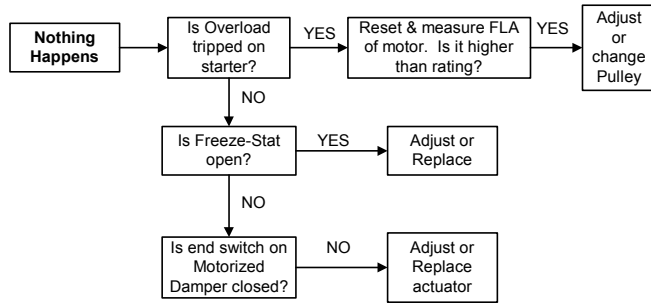 Nothing
Happens
Is Overload
tripped on
starter?
YES
Reset & measure FLA
of motor.  Is it higher
than rating?
YES
Adjust
or
change
Pulley
NO
Is Freeze-Stat
open?
YES
Adjust or
Replace
NO
Is end switch on
Motorized
Damper closed?
NO
Adjust or
Replace
actuator